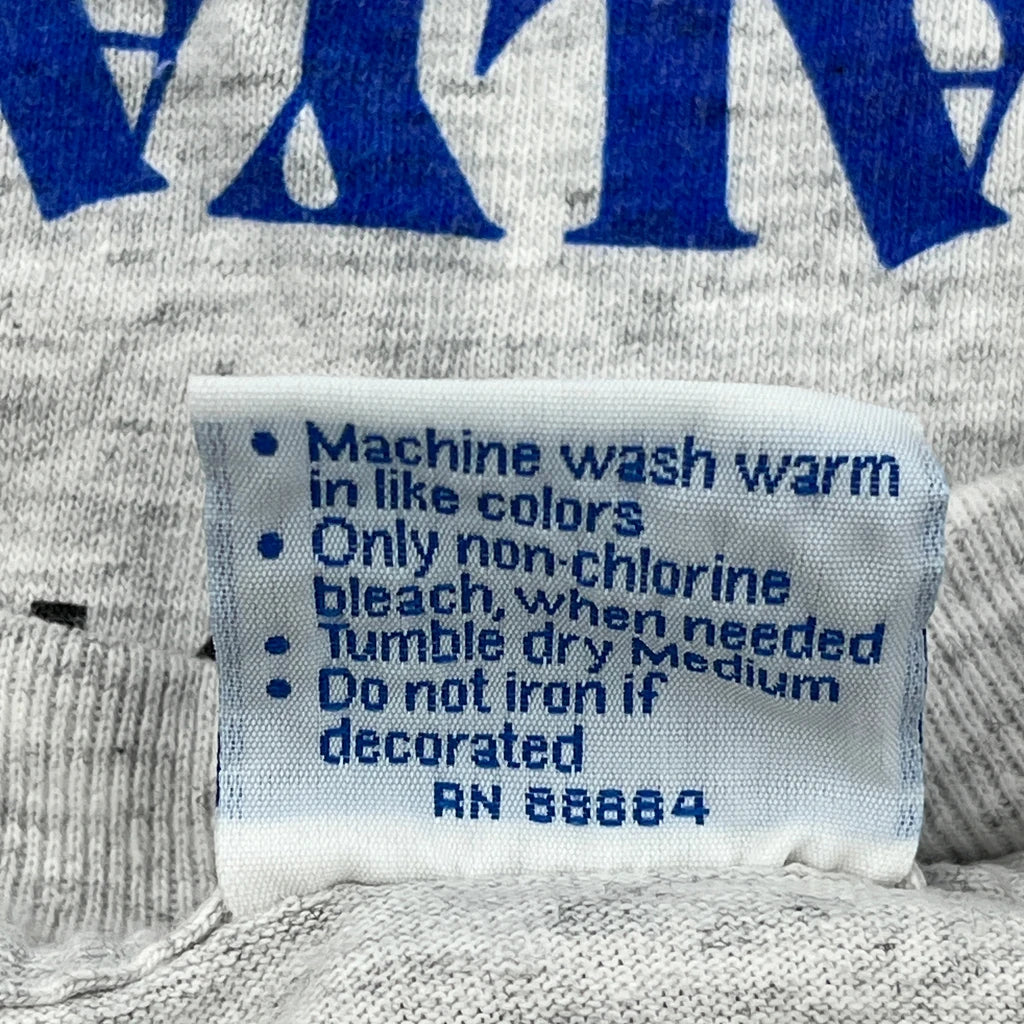 • Machine wash warm
in like colors
• Only non-chlorine
bleach, when needed
• Tumble dry Medium
• Do not iron if
decorated
RN 88884